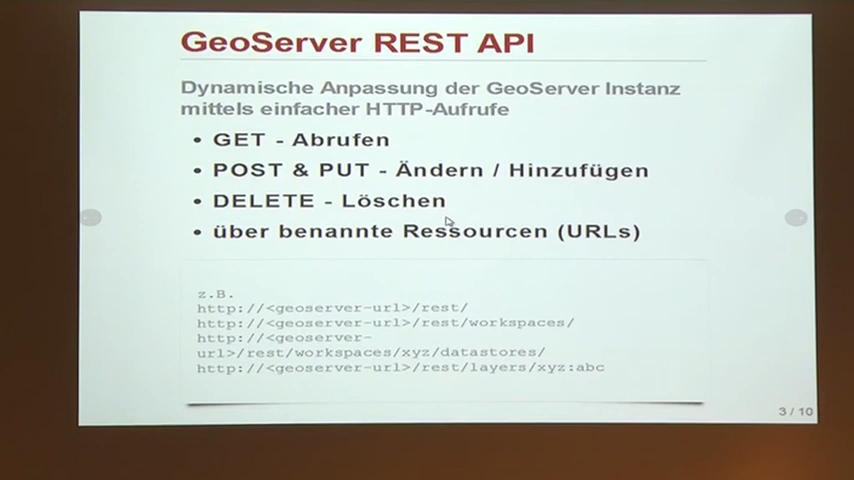 GeoServer REST API
Dynamische Anpassung der GeoServer Instanz
mittels einfacher HTTP-Aufrufe
• GET - Abrufen
• POST & PUT - Ändern / Hinzufügen
• DELETE - Löschen
• über benannte Ressourcen (URLs)
z.B.
http://<geoserver-url>/rest/
http://<geoserver-url>/rest/workspaces/
http://<geoserver-
url>/rest/workspaces/xyz/datastores/
http://<geoserver-url>/rest/layers/xyz:abc
3 / 10